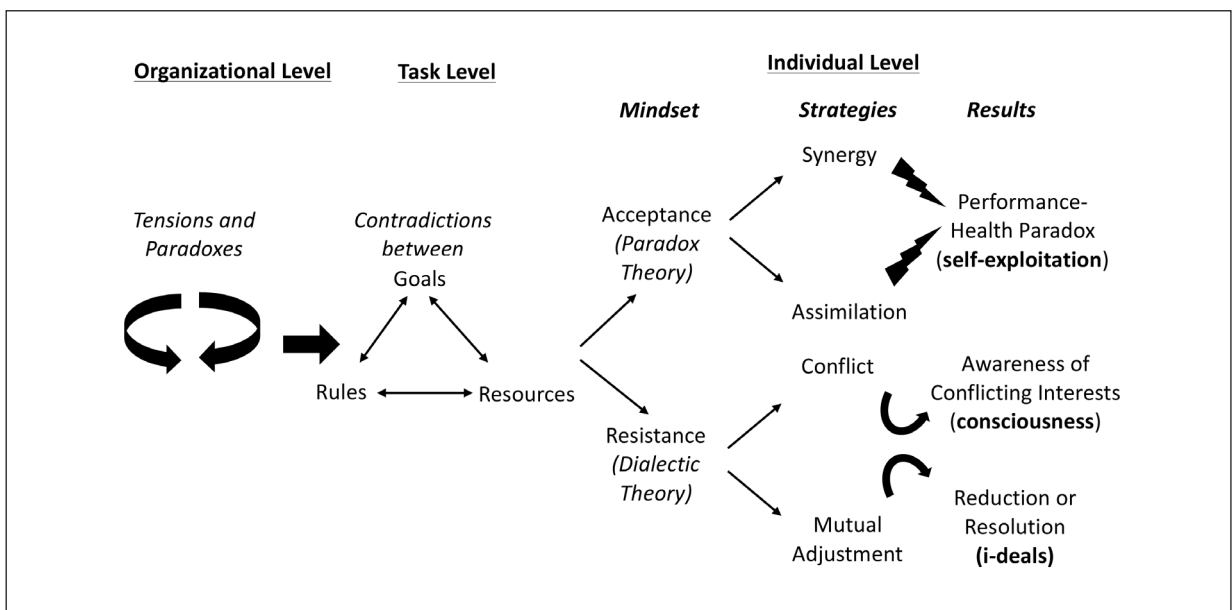 Organizational Level
Task Level
Individual Level
Mindset
Strategies
Results
Tensions and
Paradoxes
Contradictions
between
Goals
Rules
Resources
Acceptance
(Paradox
Theory)
Resistance
(Dialectic
Theory)
Synergy
Assimilation
Conflict
Mutual
Adjustment
Performance-
Health Paradox
(self-exploitation)
Awareness of
Conflicting Interests
(consciousness)
Reduction or
Resolution
(i-deals)